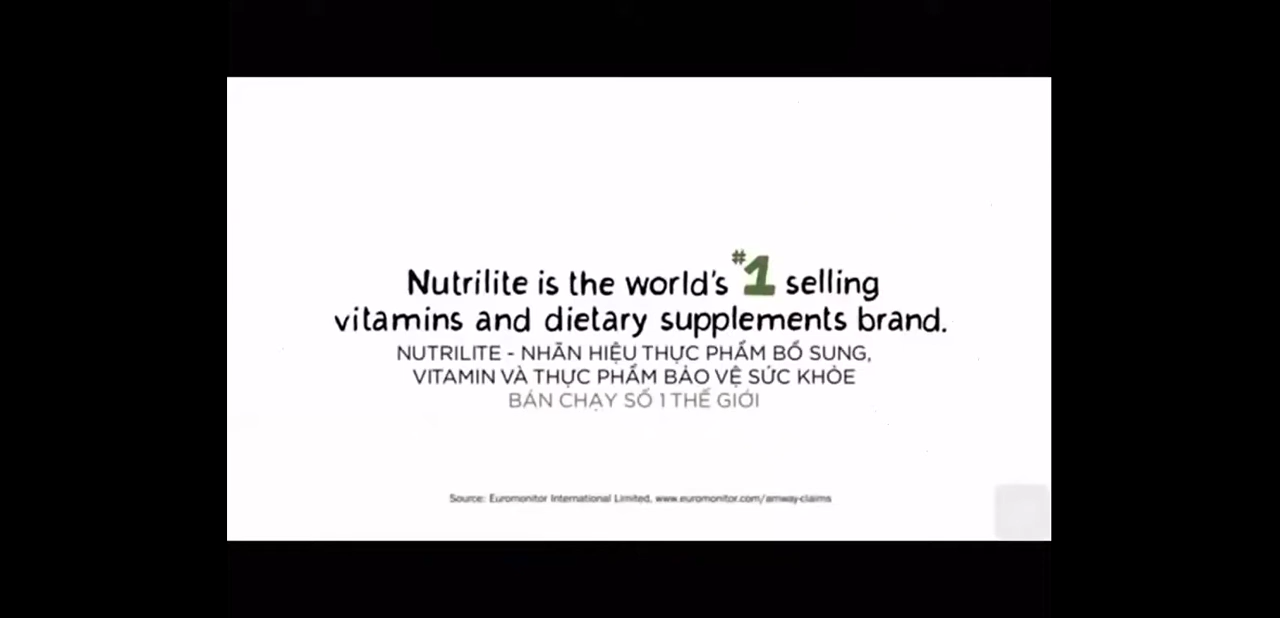 Nutrilite is the world's #1 selling
vitamins and dietary supplements brand.
NUTRILITE - NHÃN HIỆU THỰC PHẨM BỔ SUNG,
VITAMIN VÀ THỰC PHẨM BẢO VỆ SỨC KHỎE
BÁN CHẠY SỐ 1 THẾ GIỚI
Source: Euromonitor International Limited, www.euromonitor.com/amway-claims